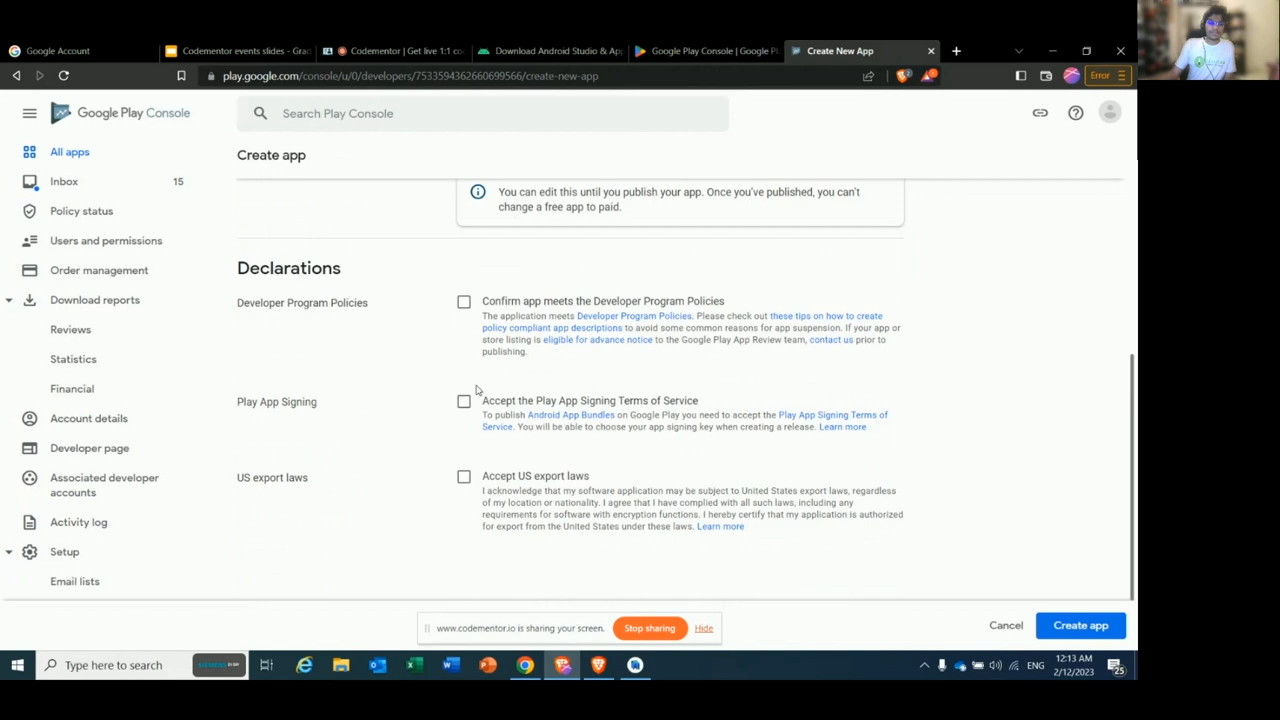 Google Account
Codementor events slides - Grad
Codementor | Get live 1:1 co
Download Android Studio & Ap
Google Play Console | Google Pl
Create New App
play.google.com/console/u/0/developers/7533594362660699566/create-new-app
Error
Google Play Console
Search Play Console
All apps
Inbox 15
Policy status
Users and permissions
Order management
Download reports
Reviews
Statistics
Financial
Account details
Developer page
Associated developer
accounts
Activity log
Setup
Email lists
Create app
You can edit this until you publish your app. Once you've published, you can't
change a free app to paid.
Declarations
Developer Program Policies
Confirm app meets the Developer Program Policies
The application meets Developer Program Policies. Please check out these tips on how to create
policy compliant app descriptions to avoid some common reasons for app suspension. If your app or
store listing is eligible for advance notice to the Google Play App Review team, contact us prior to
publishing.
Play App Signing
Accept the Play App Signing Terms of Service
To publish Android App Bundles on Google Play you need to accept the Play App Signing Terms of
Service. You will be able to choose your app signing key when creating a release. Learn more
US export laws
Accept US export laws
I acknowledge that my software application may be subject to United States export laws, regardless
of my location or nationality. I agree that I have complied with all such laws, including any
requirements for software with encryption functions. I hereby certify that my application is authorized
for export from the United States under these laws. Learn more
www.codementor.io is sharing your screen.
Stop sharing
Hide
Cancel
Create app
Type here to search
ENG
12:13 AM
2/12/2023
25